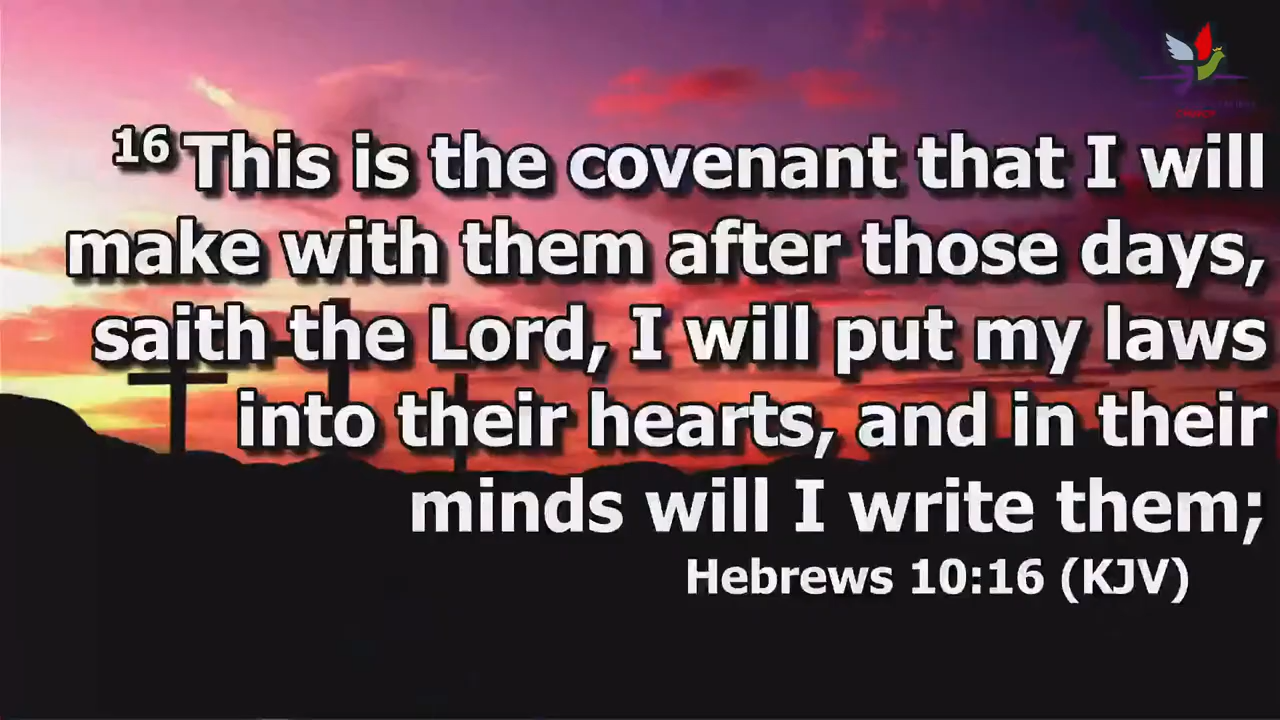 16 This is the covenant that I will
make with them after those days,
saith the Lord, I will put my laws
into their hearts, and in their
minds will I write them;
Hebrews 10:16 (KJV)
CHURCH